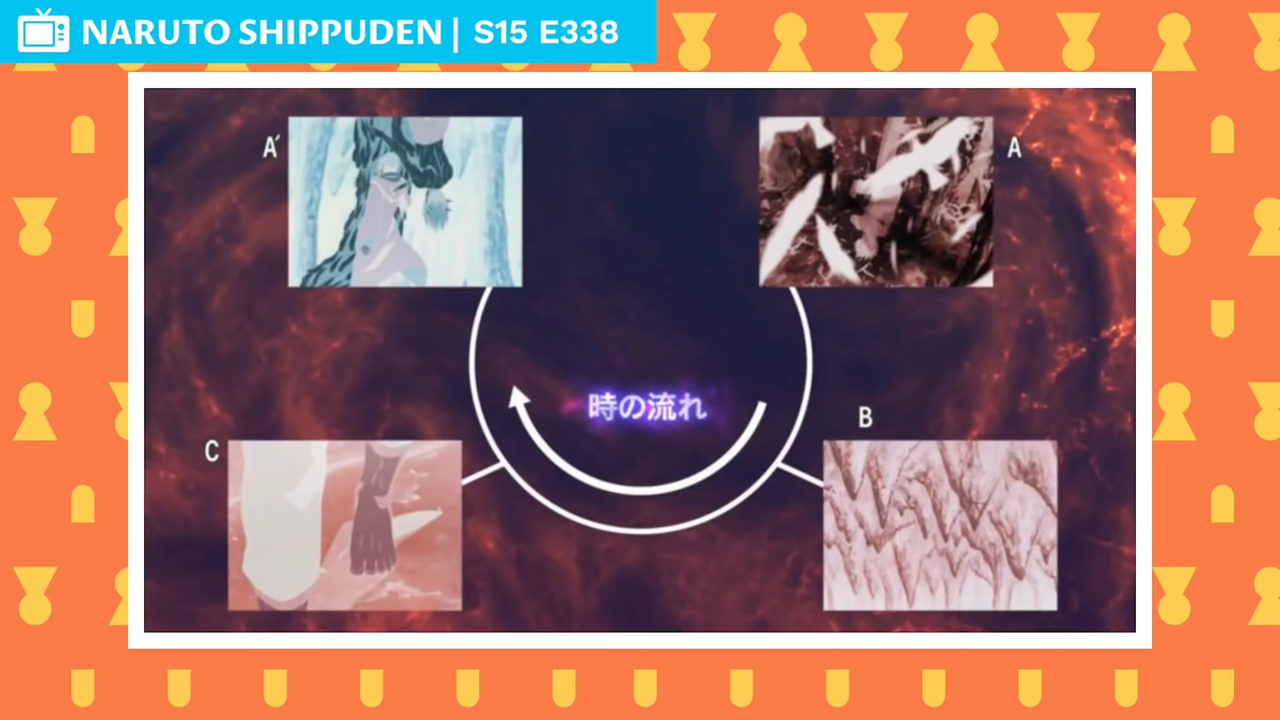 NARUTO SHIPPUDEN | S15 E338
A´
A
時の流れ
B
C